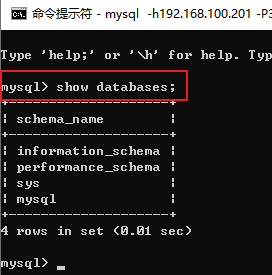 命令提示符 - mysql  -h192.168.100.201 -P3
Type 'help;' or '\h' for help. Typ
mysql> show databases;
+--------------------+
| schema_name        |
+--------------------+
| information_schema |
| performance_schema |
| sys                |
| mysql              |
+--------------------+
4 rows in set (0.01 sec)
mysql> _